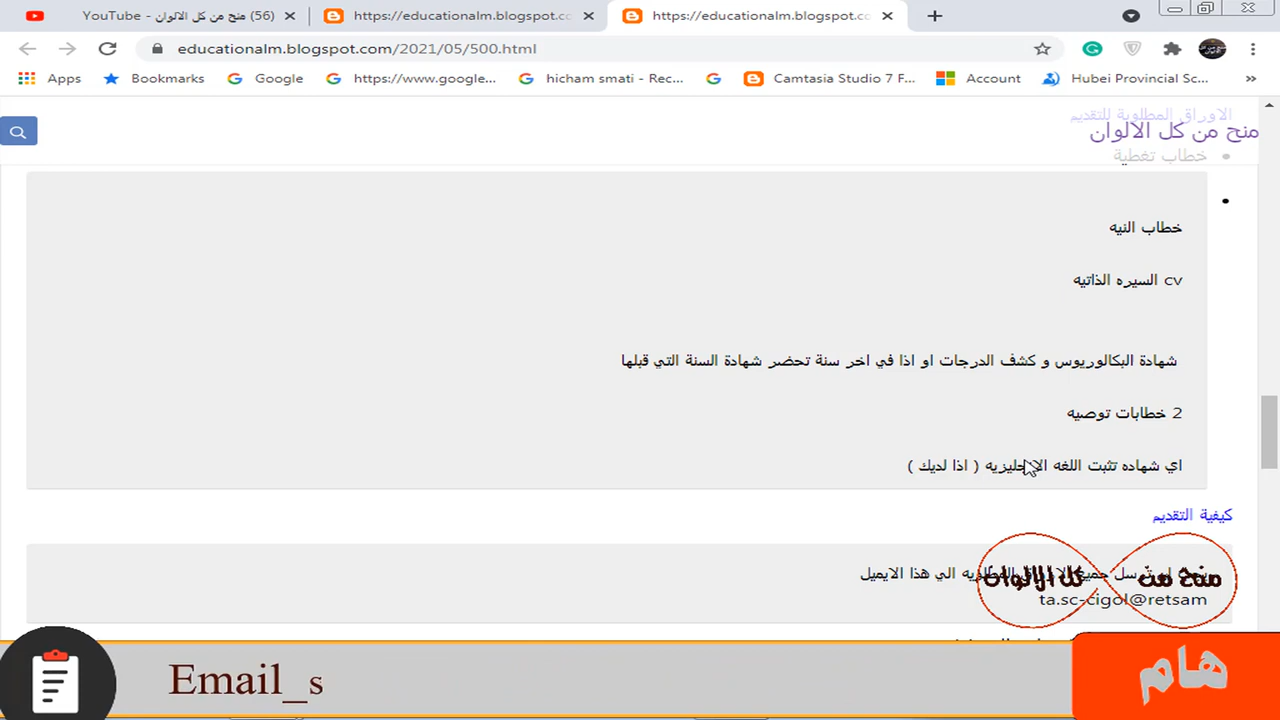 YouTube - منح من كل الالوان (56)
https://educationalm.blogspot.co
https://educationalm.blogspot.co
educationalm.blogspot.com/2021/05/500.html
Apps
Bookmarks
Google
https://www.google...
hicham smati - Rec...
Camtasia Studio 7 F...
Account
Hubei Provincial Sc...
»
الاوراق المطلوبة للتقديم
منح من كل الالوان
خطاب تغطية
خطاب النيه
cv السيره الذاتيه
شهادة البكالوريوس و كشف الدرجات او اذا في اخر سنة تحضر شهادة السنة التي قبلها
2 خطابات توصيه
اي شهاده تثبت اللغه الانجليزيه ( اذا لديك )
كيفية التقديم
ترسل جميع المطلوبه الي هذا الايميل
منح من كل الالوان
ta.sc-cigol@retsam
Email_s
هام